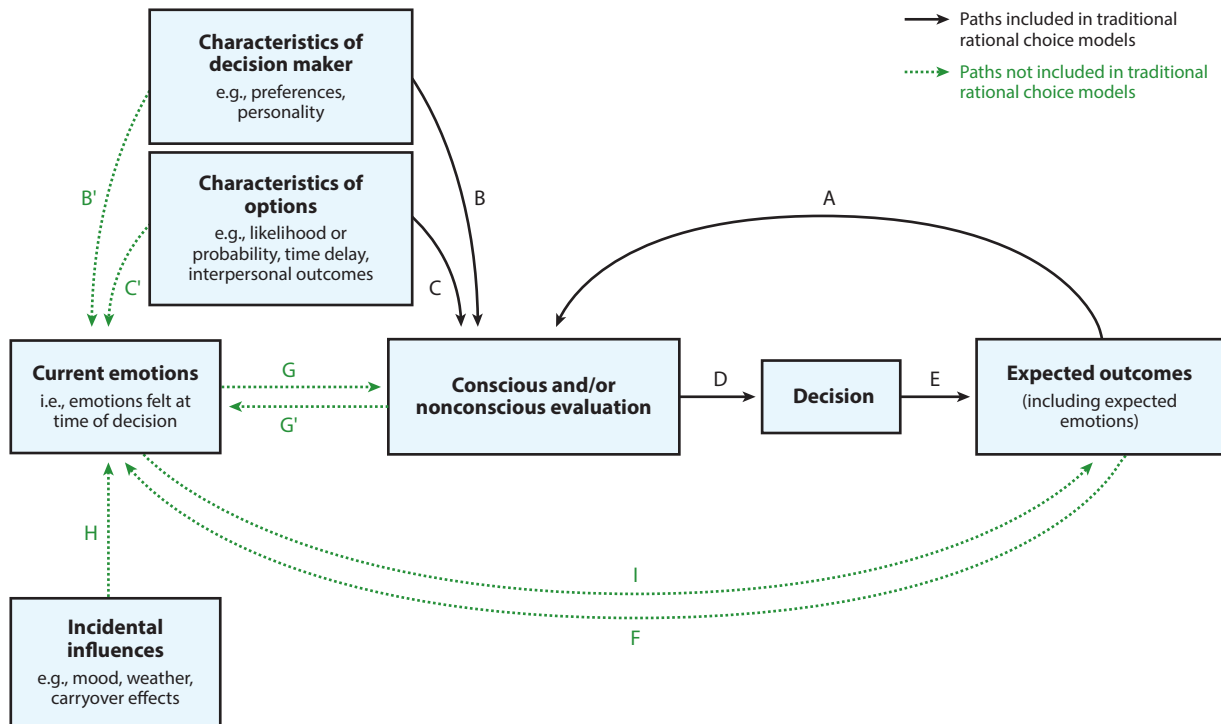 Paths included in traditional
rational choice models
Paths not included in traditional
rational choice models
Characteristics of
decision maker
e.g., preferences,
personality
Characteristics of
options
e.g., likelihood or
probability, time delay,
interpersonal outcomes
B'
B
C'
C
A
Current emotions
i.e., emotions felt at
time of decision
G
G'
Conscious and/or
nonconscious evaluation
D
Decision
E
Expected outcomes
(including expected
emotions)
H
I
F
Incidental
influences
e.g., mood, weather,
carryover effects